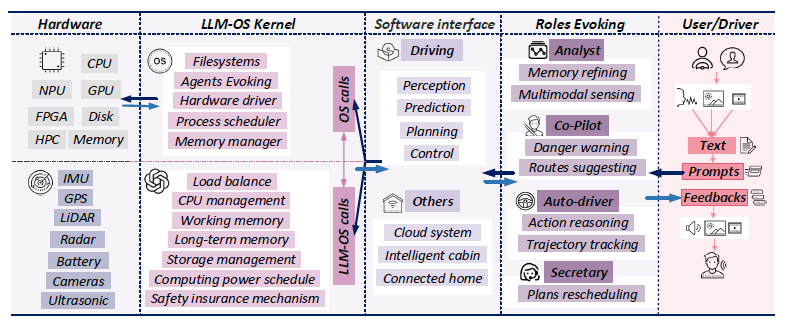 Hardware
CPU
NPU
GPU
FPGA
Disk
HPC
Memory
IMU
GPS
LiDAR
Radar
Battery
Cameras
Ultrasonic
LLM-OS Kernel
OS
Filesystems
Agents Evoking
Hardware driver
Process scheduler
Memory manager
Load balance
CPU management
Working memory
Long-term memory
Storage management
Computing power schedule
Safety insurance mechanism
OS calls
LLM-OS calls
Software interface
Driving
Perception
Prediction
Planning
Control
Others
Cloud system
Intelligent cabin
Connected home
Roles Evoking
Analyst
Memory refining
Multimodal sensing
Co-Pilot
Danger warning
Routes suggesting
Auto-driver
Action reasoning
Trajectory tracking
Secretary
Plans rescheduling
User/Driver
Text
Prompts
Feedbacks